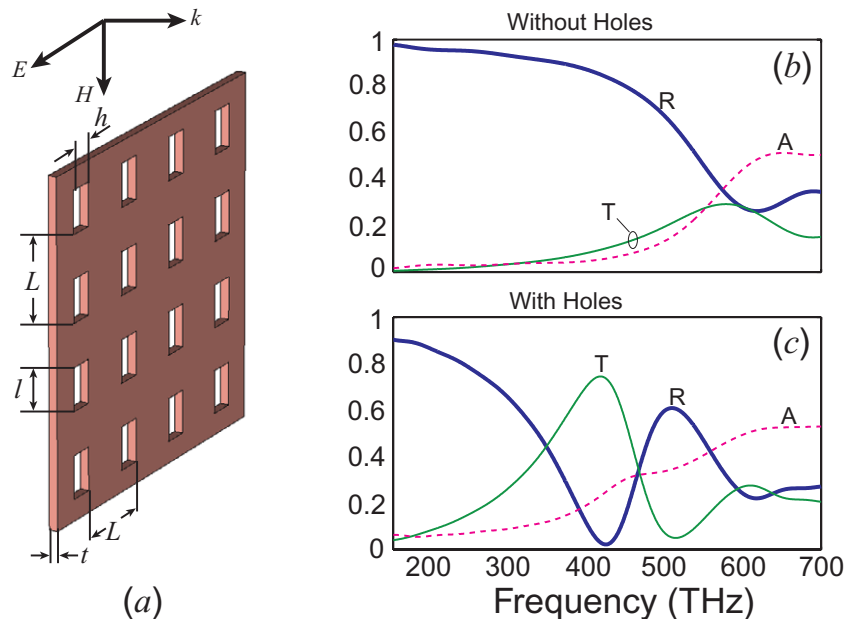 k
E
H
h
L
l
L
t
(a)
Without Holes
(b)
1
0.8
0.6
0.4
0.2
0
R
A
T
With Holes
(c)
1
0.8
0.6
0.4
0.2
0
T
R
A
200 300 400 500 600 700
Frequency (THz)